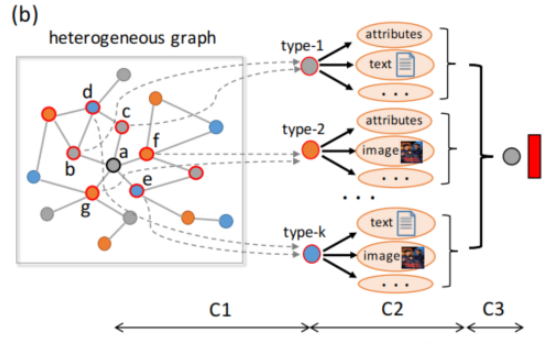 (b)
heterogeneous graph
d
c
a
f
b
e
g
type-1
attributes
text
. . .
type-2
attributes
image
. . .
. . .
type-k
text
image
. . .
C1
C2
C3